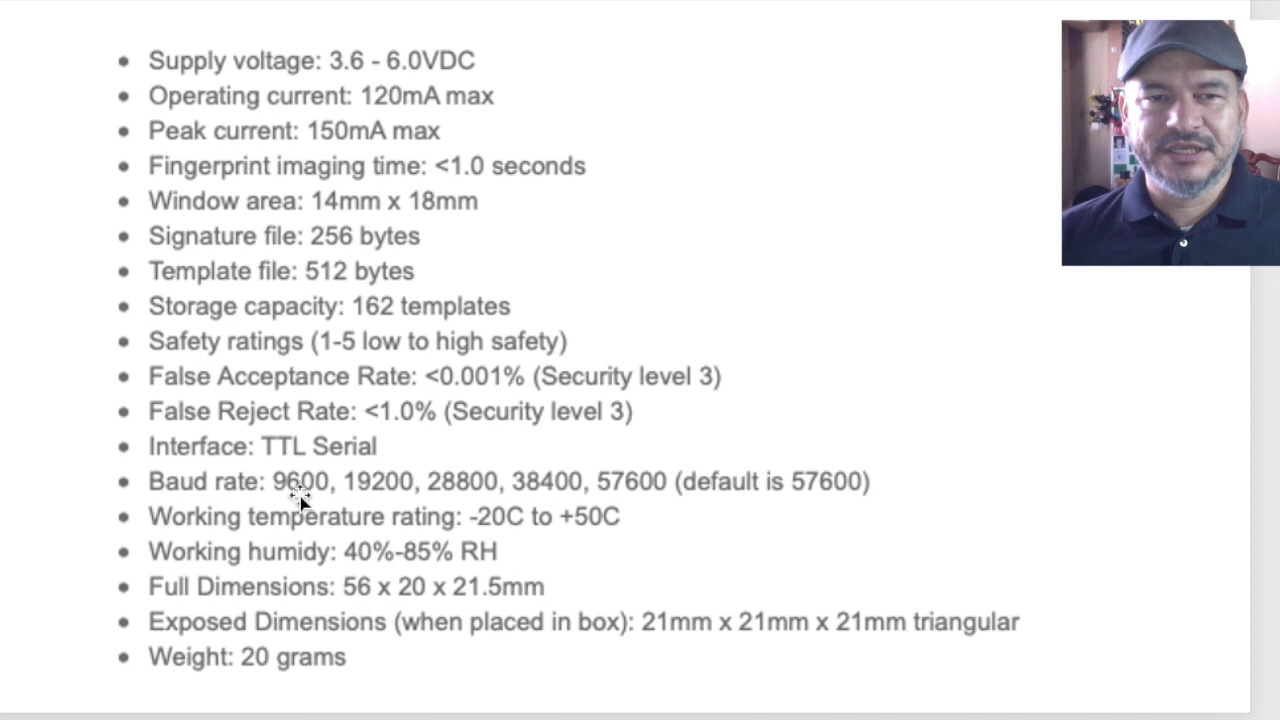 Supply voltage: 3.6 - 6.0VDC
Operating current: 120mA max
Peak current: 150mA max
Fingerprint imaging time: <1.0 seconds
Window area: 14mm x 18mm
Signature file: 256 bytes
Template file: 512 bytes
Storage capacity: 162 templates
Safety ratings (1-5 low to high safety)
False Acceptance Rate: <0.001% (Security level 3)
False Reject Rate: <1.0% (Security level 3)
Interface: TTL Serial
Baud rate: 9600, 19200, 28800, 38400, 57600 (default is 57600)
Working temperature rating: -20C to +50C
Working humidy: 40%-85% RH
Full Dimensions: 56 x 20 x 21.5mm
Exposed Dimensions (when placed in box): 21mm x 21mm x 21mm triangular
Weight: 20 grams